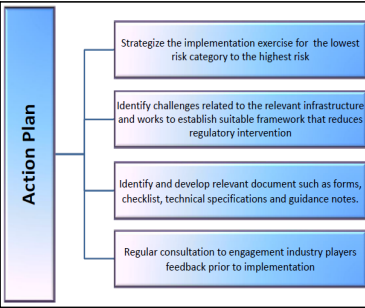 Action Plan
Strategize the implementation exercise for the lowest
risk category to the highest risk
Identify challenges related to the relevant infrastructure
and works to establish suitable framework that reduces
regulatory intervention
Identify and develop relevant document such as forms,
checklist, technical specifications and guidance notes.
Regular consultation to engagement industry players
feedback prior to implementation